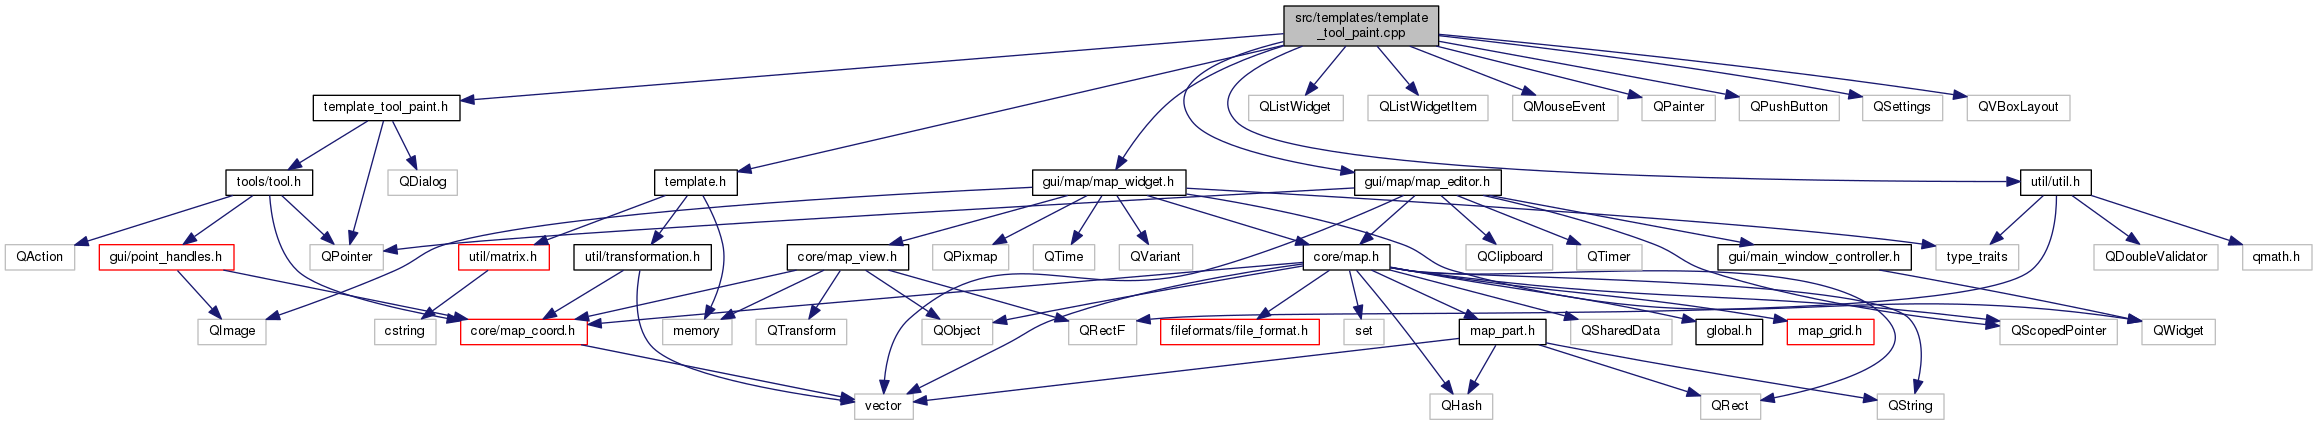 src/templates/template
_tool_paint.cpp
template_tool_paint.h
QListWidget
QListWidgetItem
QMouseEvent
QPainter
QPushButton
QSettings
QVBoxLayout
tools/tool.h
QDialog
template.h
gui/map/map_widget.h
gui/map/map_editor.h
util/util.h
QAction
gui/point_handles.h
QPointer
util/matrix.h
util/transformation.h
core/map_view.h
QPixmap
QTime
QVariant
core/map.h
QClipboard
QTimer
gui/main_window_controller.h
type_traits
QDoubleValidator
qmath.h
QImage
cstring
core/map_coord.h
memory
QTransform
QObject
QRectF
fileformats/file_format.h
set
map_part.h
QSharedData
global.h
map_grid.h
QScopedPointer
QWidget
vector
QHash
QRect
QString